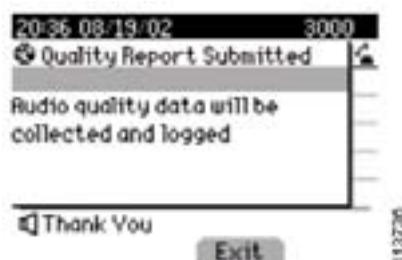 20:36 08/19/02 3000
Quality Report Submitted
Audio quality data will be
collected and logged
Thank You
Exit